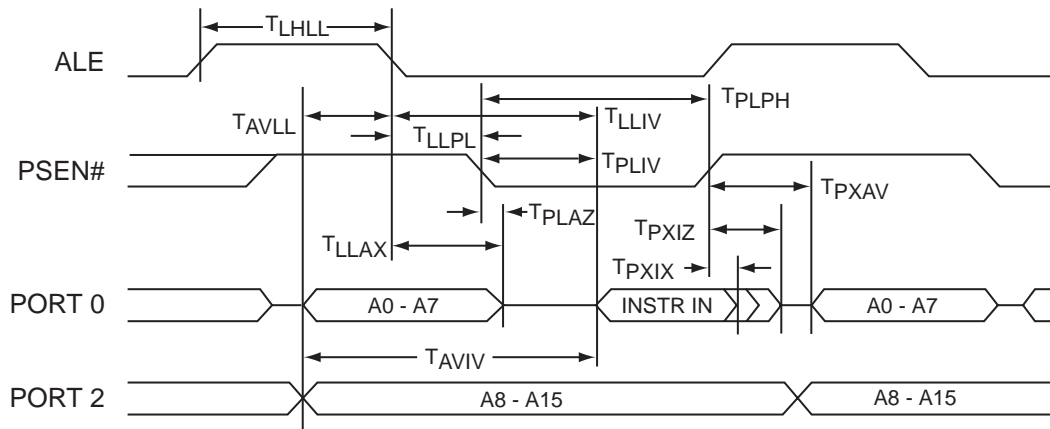 TLHLL
ALE
TPLPH
TAVLL
TLLIV
TLLPL
PSEN#
TPLIV
TPXAV
TPLAZ
TPXIZ
TLLAX
TPXIX
PORT 0 A0 - A7 INSTR IN A0 - A7
TAVIV
PORT 2 A8 - A15 A8 - A15